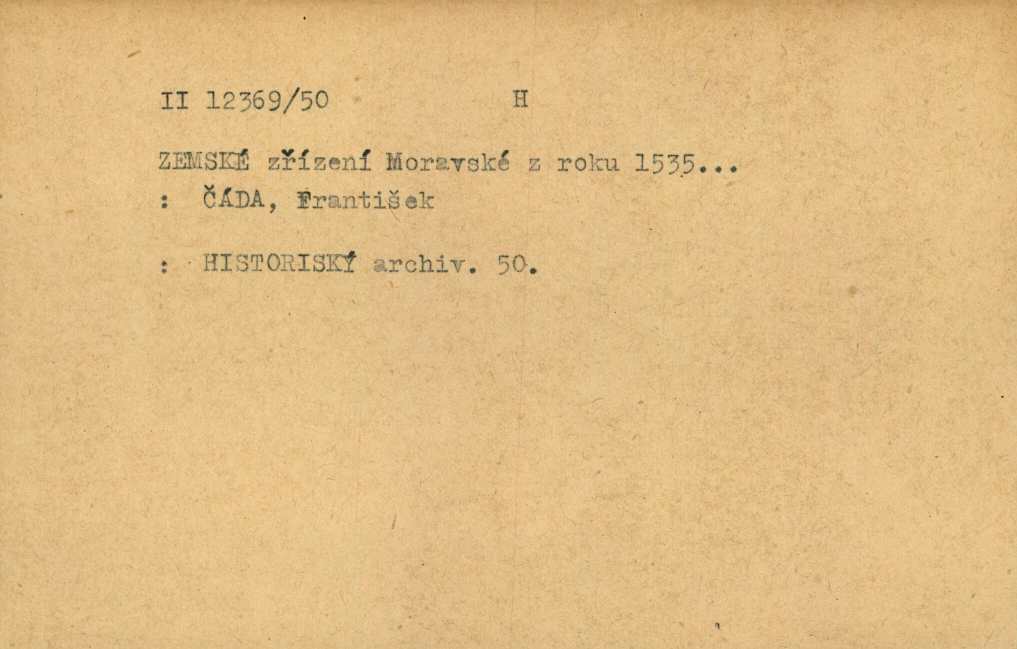 II 12369/50 H
ZEMSKÉ zřízení Moravské z roku 1535...
: ČÁDA, František
: HISTORISKÝ archiv. 50.